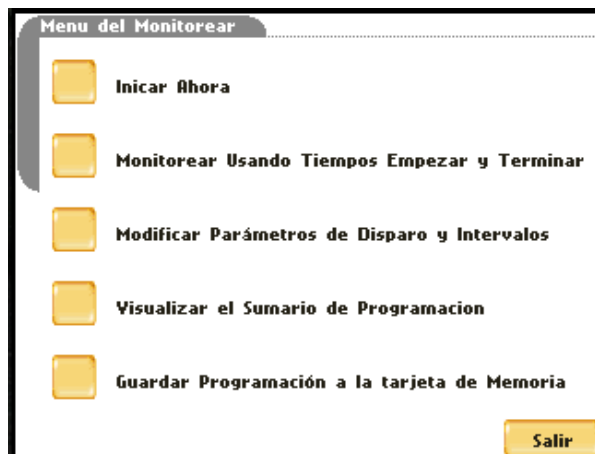 Menu del Monitorear
Inicar Ahora
Monitorear Usando Tiempos Empezar y Terminar
Modificar Parámetros de Disparo y Intervalos
Visualizar el Sumario de Programacion
Guardar Programación a la tarjeta de Memoria
Salir